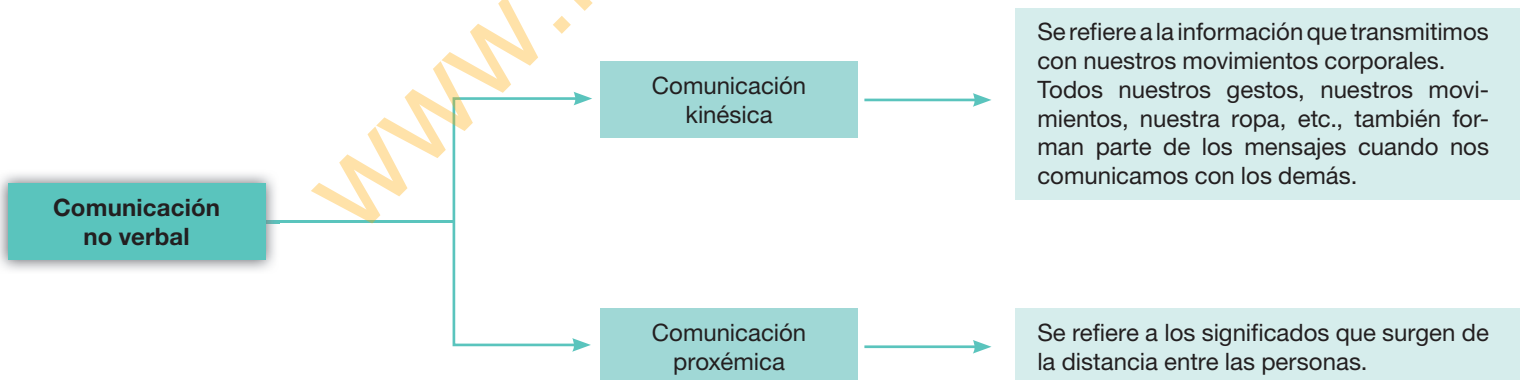 Comunicación
no verbal
Comunicación
kinésica
Se refiere a la información que transmitimos
con nuestros movimientos corporales.
Todos nuestros gestos, nuestros movi-
mientos, nuestra ropa, etc., también for-
man parte de los mensajes cuando nos
comunicamos con los demás.
Comunicación
proxémica
Se refiere a los significados que surgen de
la distancia entre las personas.
www.